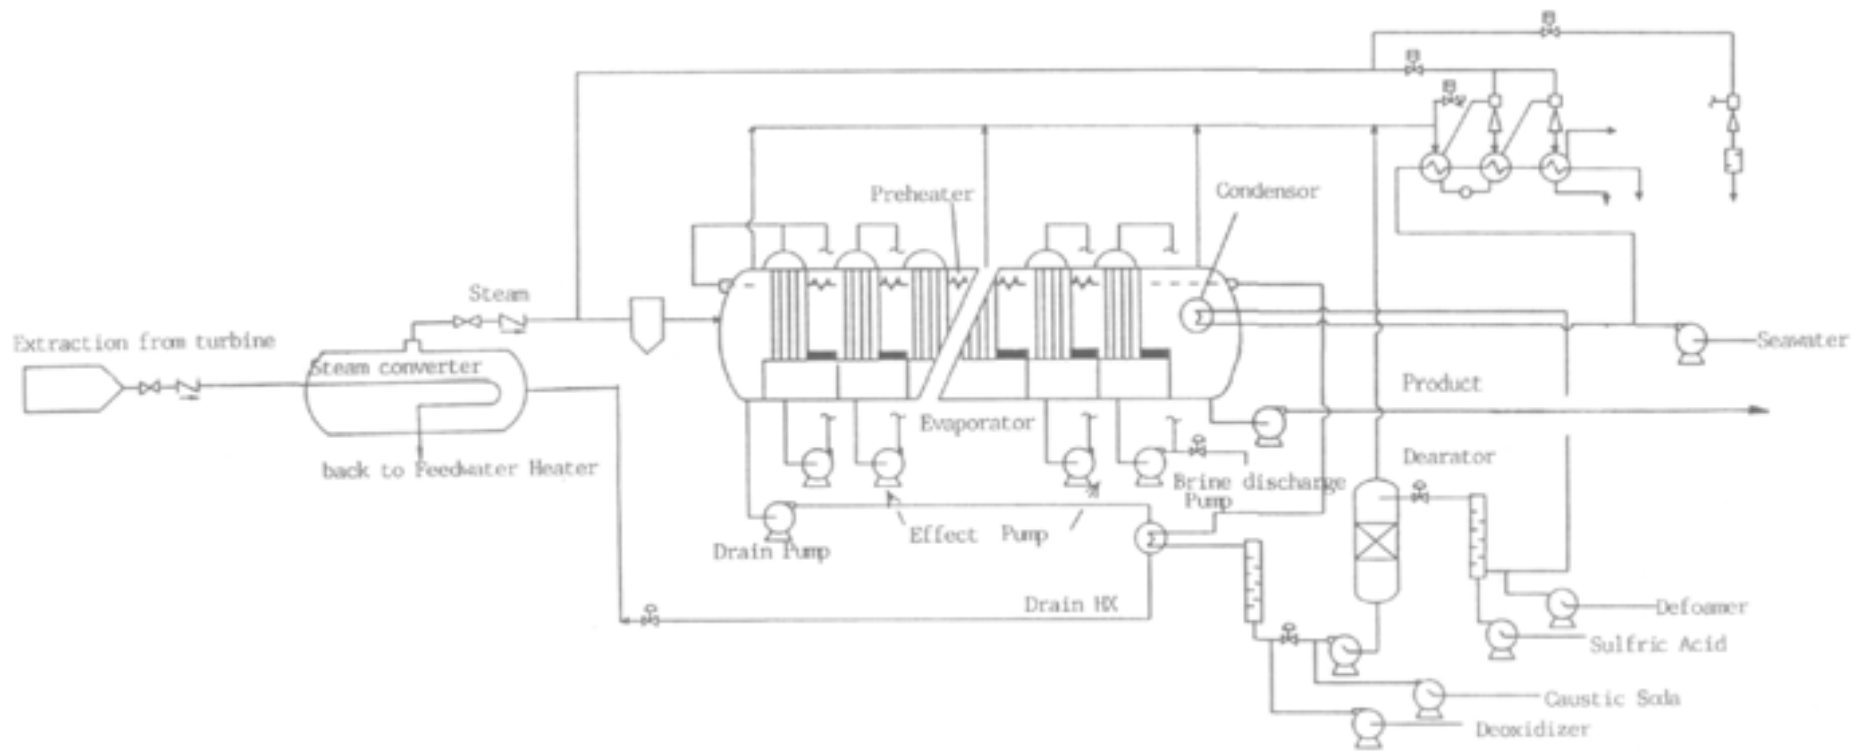 Preheater
Condensor
Steam
Extraction from turbine
Steam converter
Seawater
Product
Evaporator
back to Feedwater Heater
Dearator
Brine discharge
Pump
Effect Pump
Drain Pump
Drain HX
Defoamer
Sulfric Acid
Caustic Soda
Deoxidizer